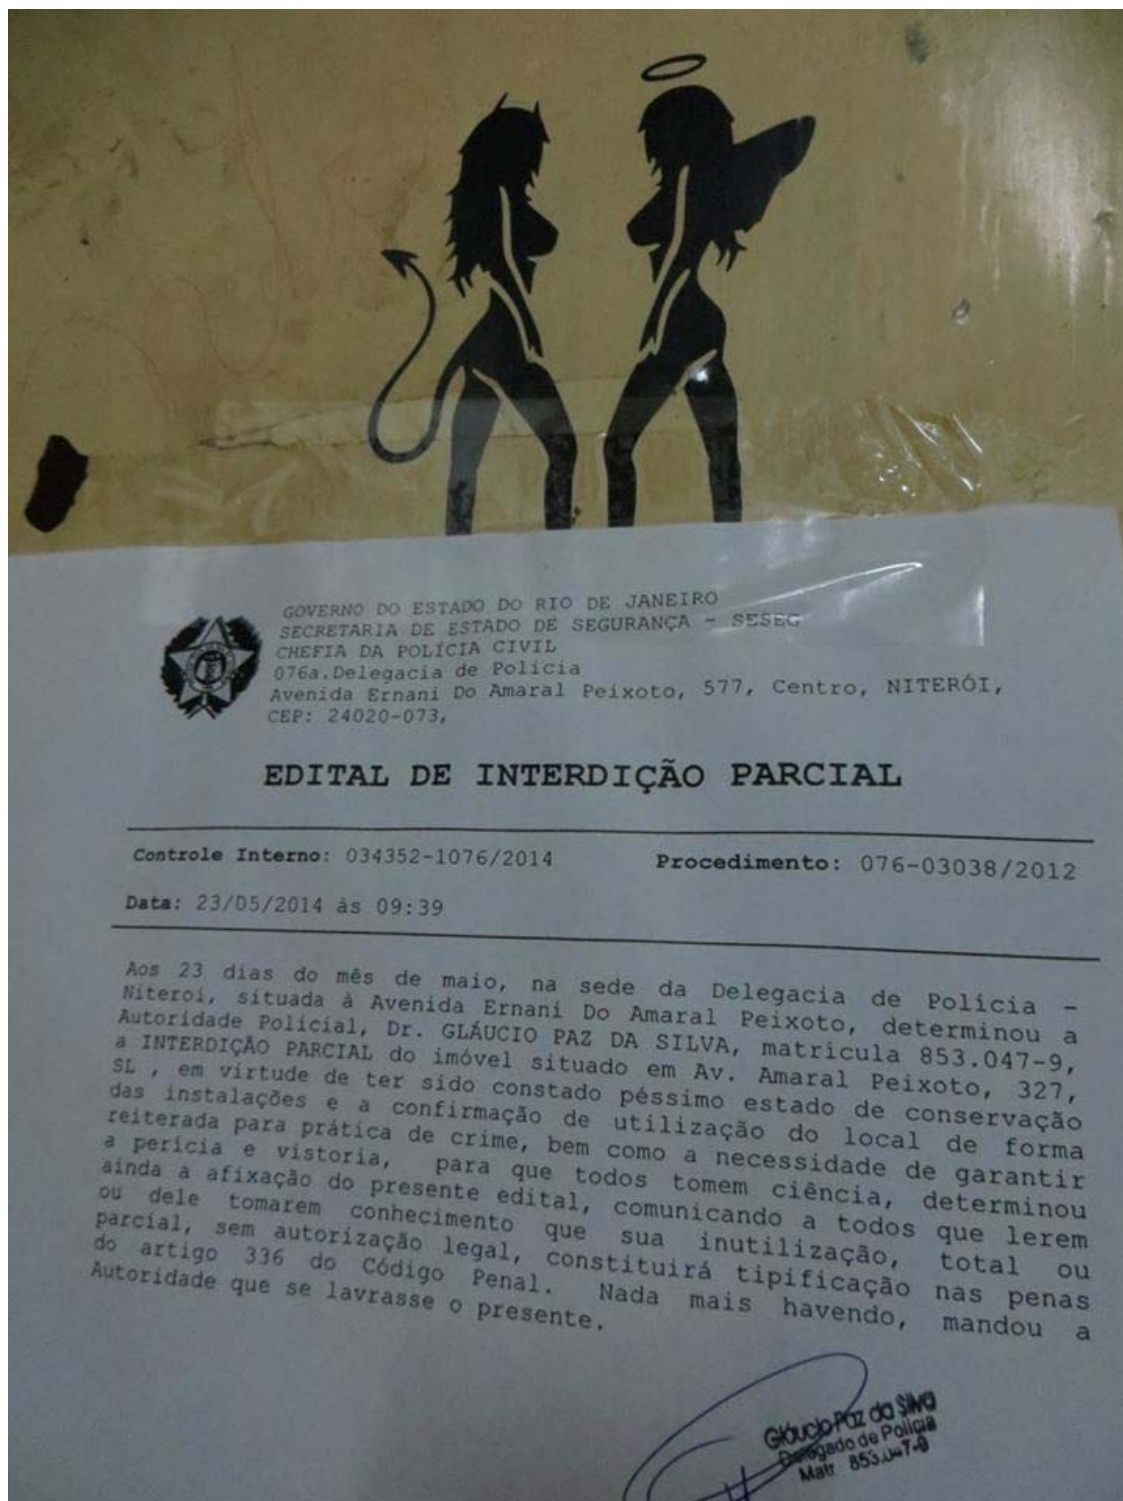 GOVERNO DO ESTADO DO RIO DE JANEIRO
SECRETARIA DE ESTADO DE SEGURANÇA - SESEG
CHEFIA DA POLÍCIA CIVIL
076a.Delegacia de Polícia
Avenida Ernani Do Amaral Peixoto, 577, Centro, NITERÓI,
CEP: 24020-073,
EDITAL DE INTERDIÇÃO PARCIAL
Controle Interno: 034352-1076/2014 Procedimento: 076-03038/2012
Data: 23/05/2014 às 09:39
Aos 23 dias do mês de maio, na sede da Delegacia de Polícia -
Niteroi, situada à Avenida Ernani Do Amaral Peixoto, determinou a
Autoridade Policial, Dr. GLÁUCIO PAZ DA SILVA, matrícula 853.047-9,
a INTERDIÇÃO PARCIAL do imóvel situado em Av. Amaral Peixoto, 327,
SL , em virtude de ter sido constado péssimo estado de conservação
das instalações e a confirmação de utilização do local de forma
reiterada para prática de crime, bem como a necessidade de garantir
a perícia e vistoria, para que todos tomem ciência, determinou
ainda a afixação do presente edital, comunicando a todos que lerem
ou dele tomarem conhecimento que sua inutilização, total ou
parcial, sem autorização legal, constituirá tipificação nas penas
do artigo 336 do Código Penal. Nada mais havendo, mandou a
Autoridade que se lavrasse o presente.
Gláucio Paz da Silva
Delegado de Polícia
Matr 853.047-9